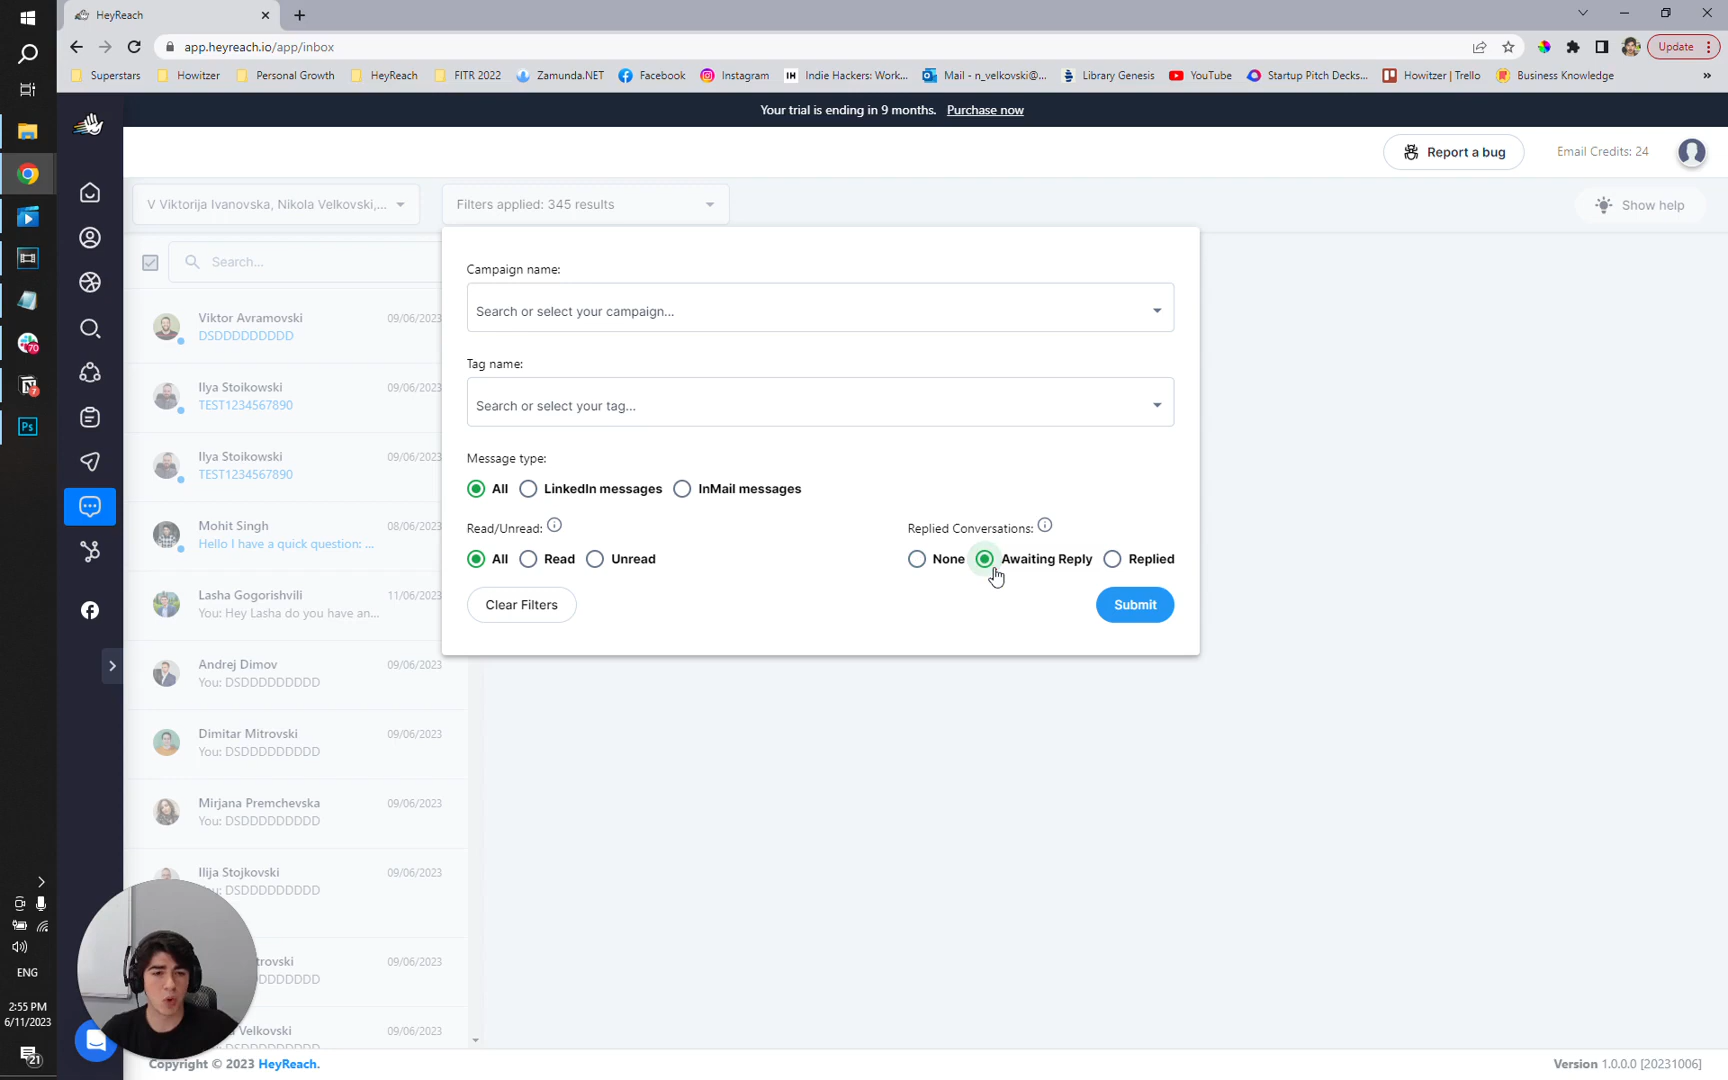 HeyReach
app.heyreach.io/app/inbox
Update
Superstars
Howitzer
Personal Growth
HeyReach
FITR 2022
Zamunda.NET
Facebook
Instagram
IH Indie Hackers: Work...
Mail - n_velkovski@...
Library Genesis
YouTube
Startup Pitch Decks...
Howitzer | Trello
Business Knowledge
»
Your trial is ending in 9 months. Purchase now
Report a bug
Email Credits: 24
V Viktorija Ivanovska, Nikola Velkovski,...
Filters applied: 345 results
Show help
Search...
Viktor Avramovski 09/06/2023
DSDDDDDDDDD
Ilya Stoikowski 09/06/2023
TEST1234567890
Ilya Stoikowski 09/06/2023
TEST1234567890
Mohit Singh 08/06/2023
Hello I have a quick question: ...
Lasha Gogorishvili 11/06/2023
You: Hey Lasha do you have an...
Andrej Dimov 09/06/2023
You: DSDDDDDDDDD
Dimitar Mitrovski 09/06/2023
You: DSDDDDDDDDD
Mirjana Premchevska 09/06/2023
You: DSDDDDDDDDD
Ilija Stojkovski 09/06/2023
DSDDDDDDDDD
09/06/2023
Velkovski 09/06/2023
Campaign name:
Search or select your campaign...
Tag name:
Search or select your tag...
Message type:
All LinkedIn messages InMail messages
Read/Unread:
All Read Unread
Replied Conversations:
None Awaiting Reply Replied
Clear Filters
Submit
Ps
70
7
ENG
2:55 PM
6/11/2023
21
Copyright © 2023 HeyReach.
Version 1.0.0.0 [20231006]